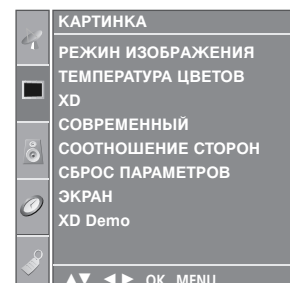 КАРТИНКА
РЕЖИН ИЗОБРАЖЕНИЯ
ТЕМПЕРАТУРА ЦВЕТОВ
XD
СОВРЕМЕННЫЙ
СООТНОШЕНИЕ СТОРОН
СБРОС ПАРАМЕТРОВ
ЭКРАН
XD Demo
▲▼ ◄► OK MENU